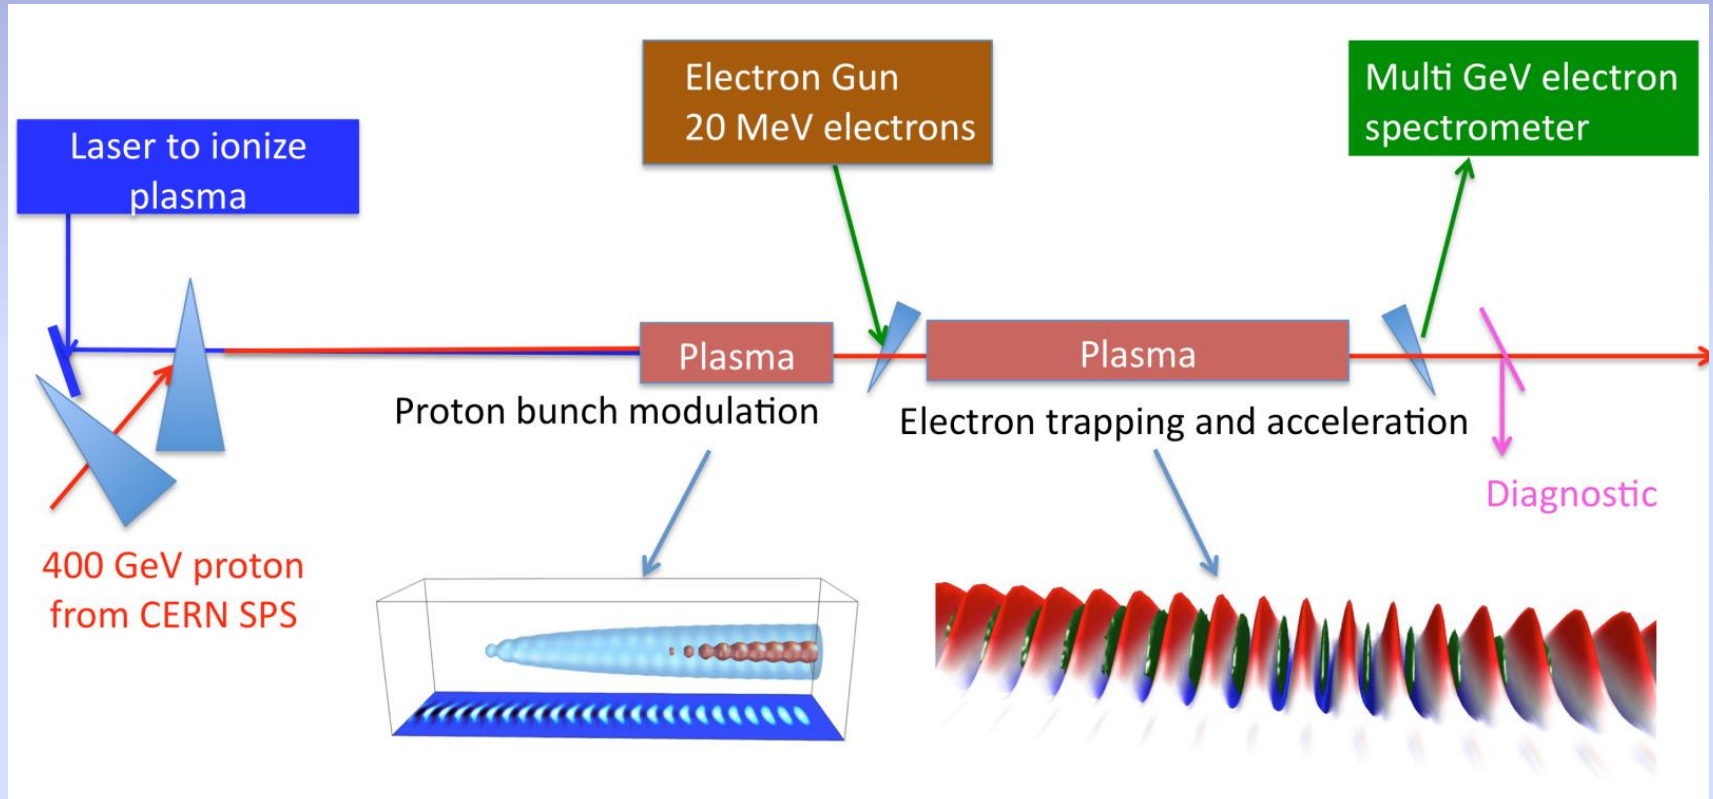 Laser to ionize
plasma
Electron Gun
20 MeV electrons
Multi GeV electron
spectrometer
Plasma
Plasma
Proton bunch modulation
Electron trapping and acceleration
Diagnostic
400 GeV proton
from CERN SPS